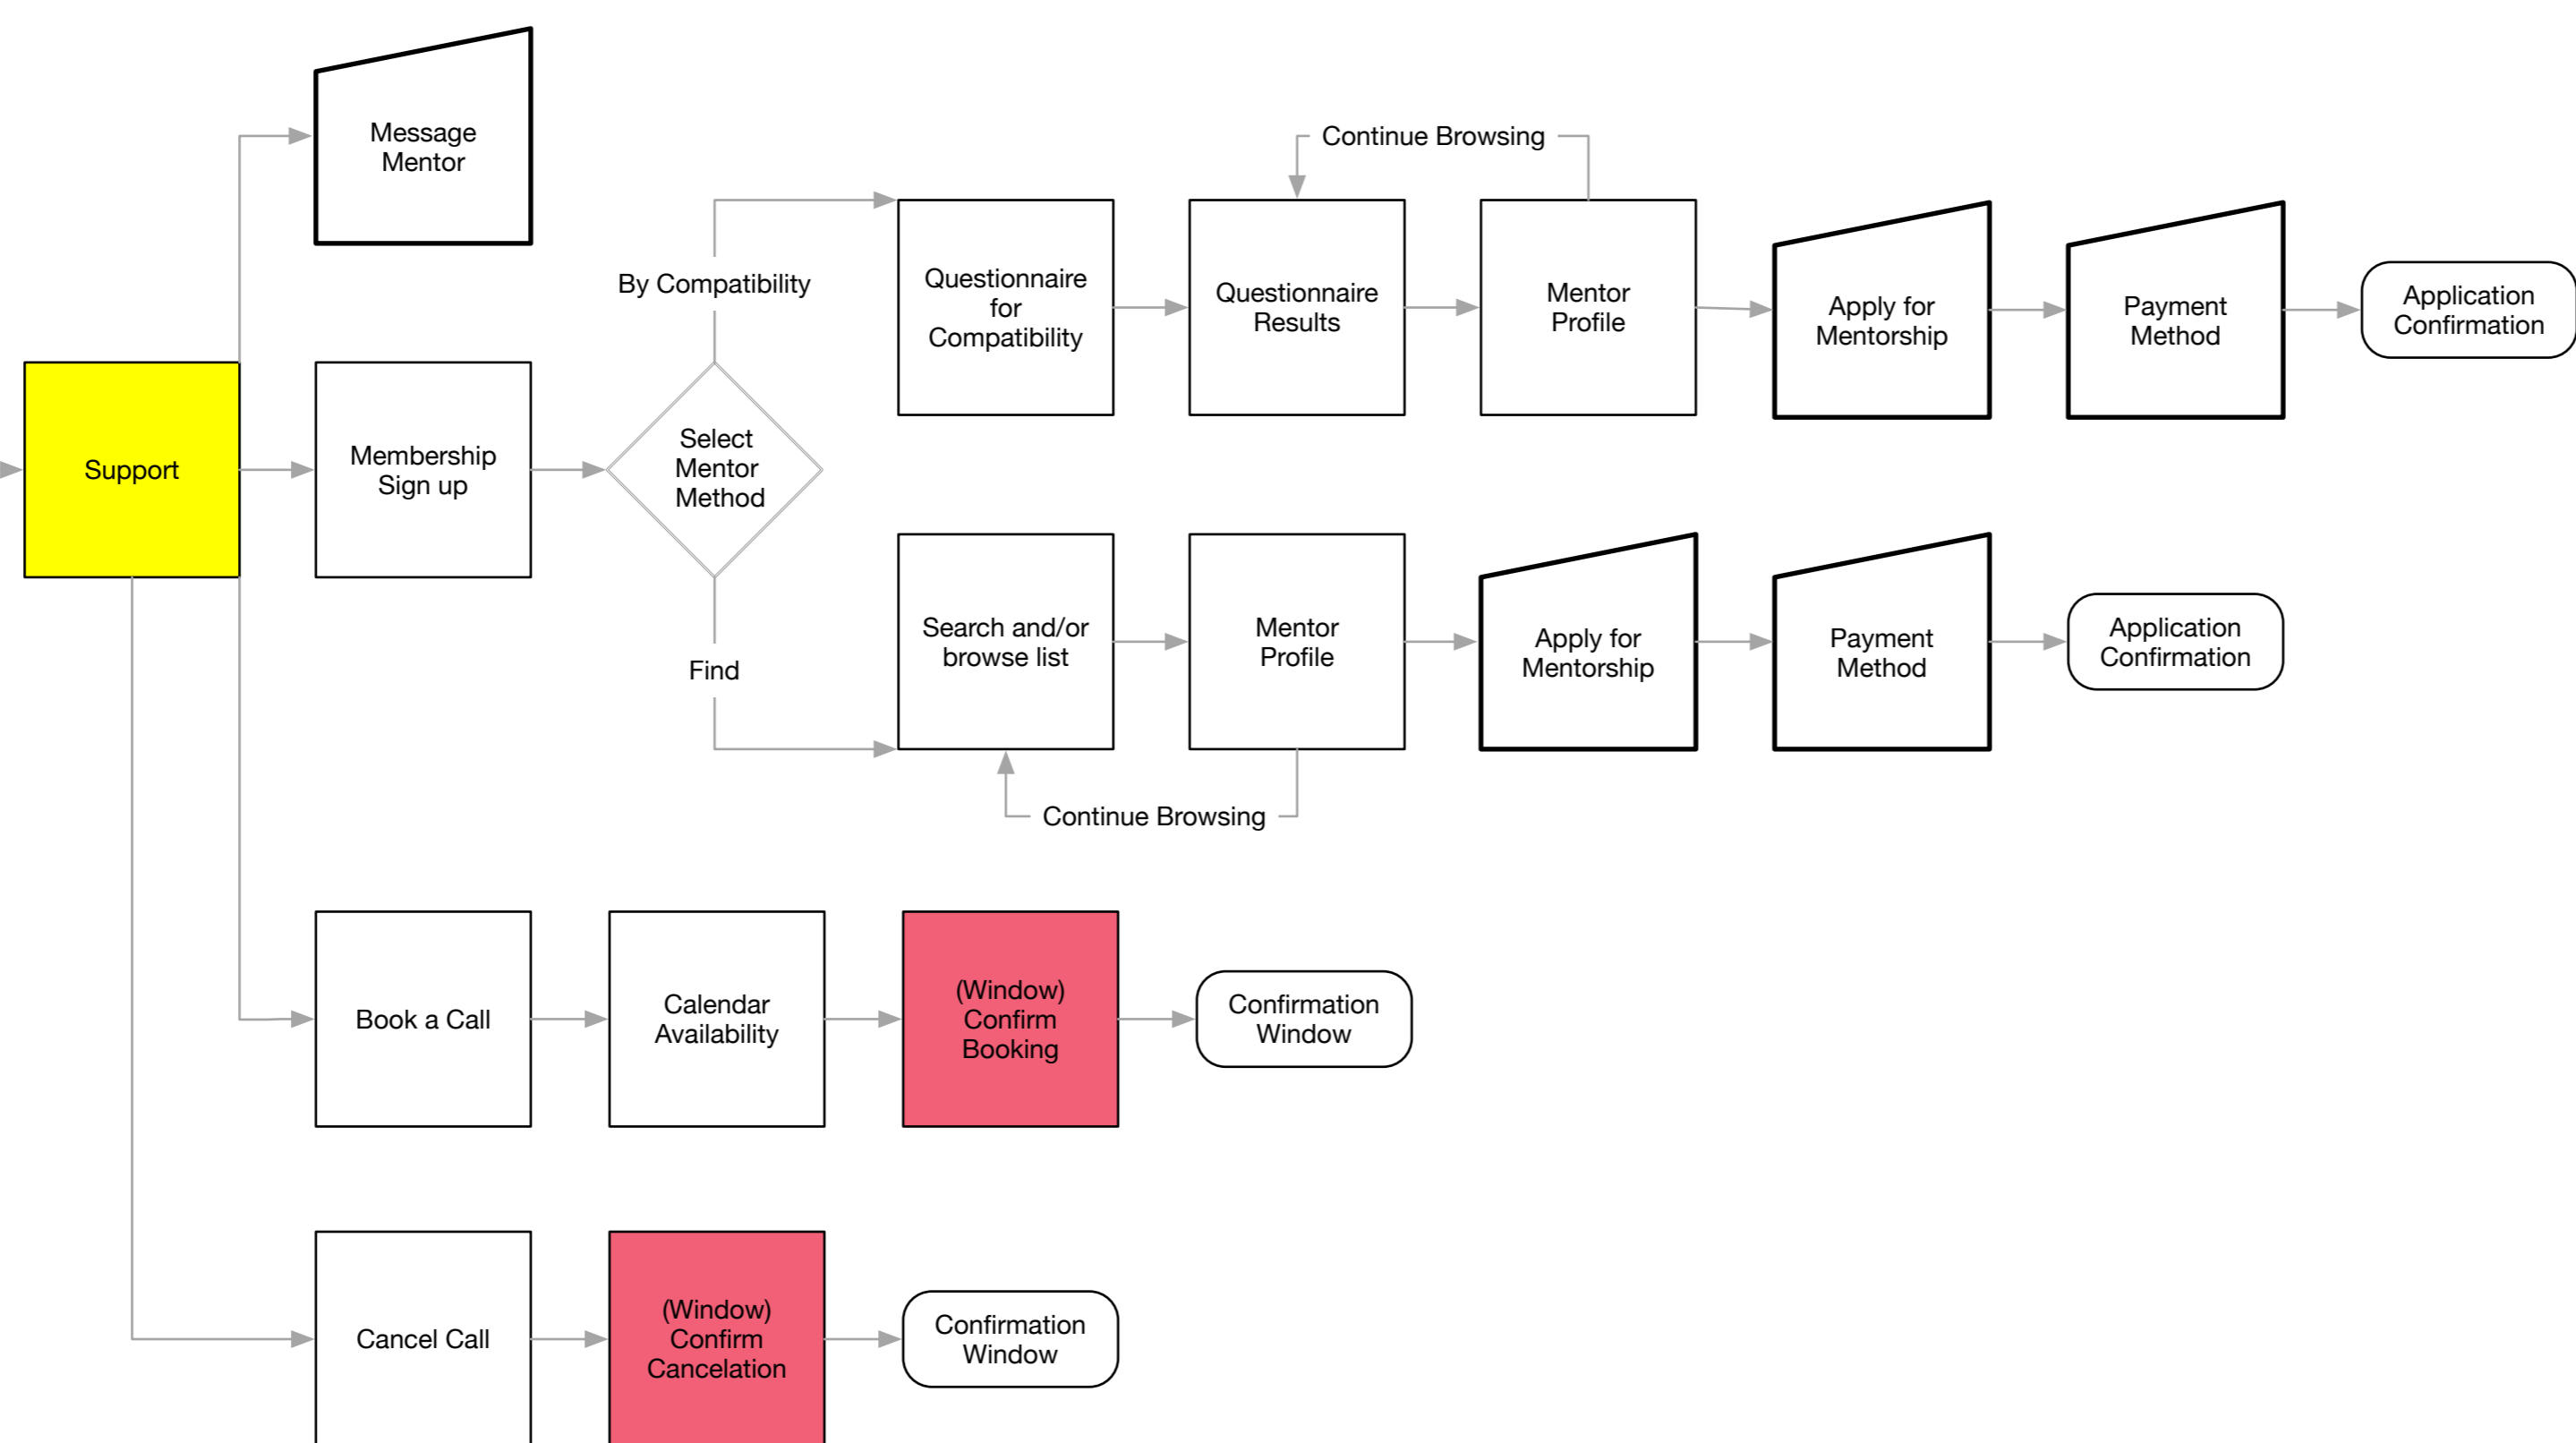 Message
Mentor
Continue Browsing
By Compatibility
Questionnaire
for
Compatibility
Questionnaire
Results
Mentor
Profile
Apply for
Mentorship
Payment
Method
Application
Confirmation
Support
Membership
Sign up
Select
Mentor
Method
Search and/or
browse list
Mentor
Profile
Apply for
Mentorship
Payment
Method
Application
Confirmation
Find
Continue Browsing
Book a Call
Calendar
Availability
(Window)
Confirm
Booking
Confirmation
Window
Cancel Call
(Window)
Confirm
Cancelation
Confirmation
Window